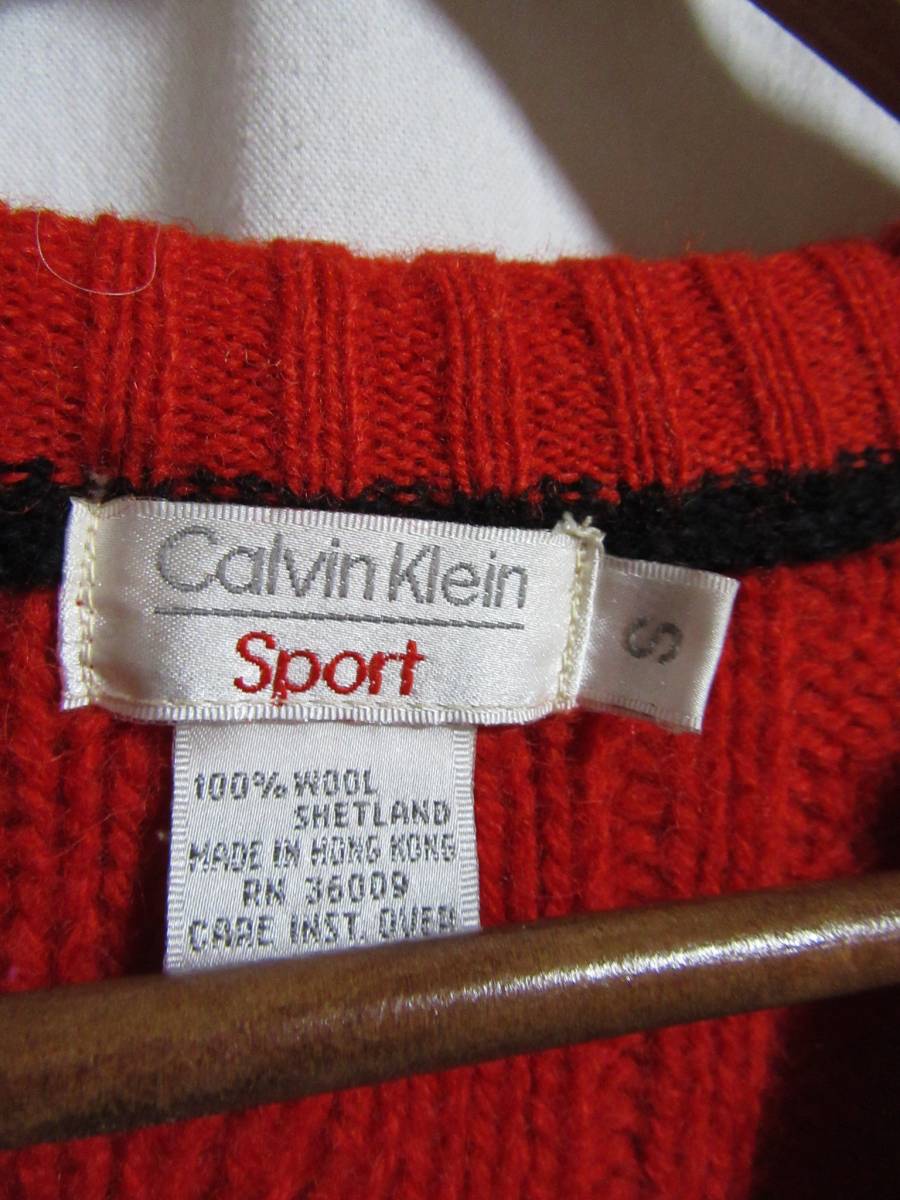 Calvin Klein
Sport
S
100% WOOL
SHETLAND
MADE IN HONG KONG
RN 36009
CARE INST. OVER